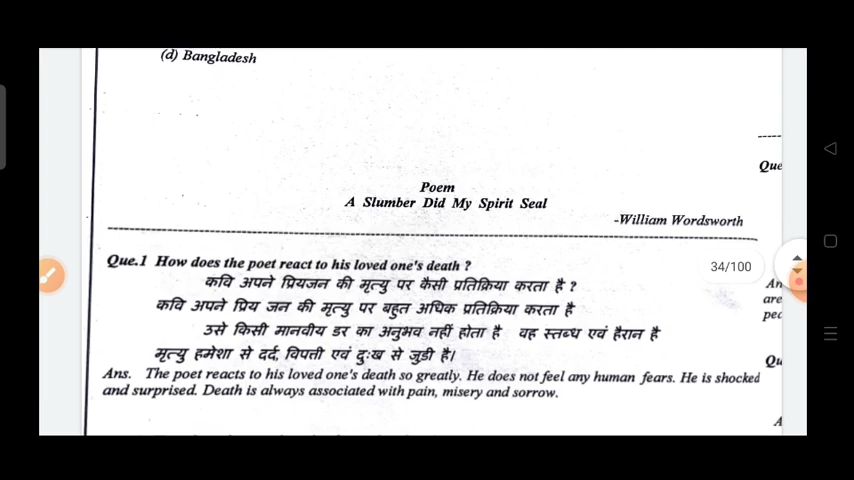 (d) Bangladesh
Que
Poem
A Slumber Did My Spirit Seal
-William Wordsworth
Que.1 How does the poet react to his loved one's death ?
34/100
कवि अपने प्रियजन की मृत्यु पर कैसी प्रतिक्रिया करता है ?
कवि अपने प्रिय जन की मृत्यु पर बहुत अधिक प्रतिक्रिया करता है
उसे किसी मानवीय डर का अनुभव नहीं होता है वह स्तब्ध एवं हैरान है
मृत्यु हमेशा से दर्द, विपती एवं दुःख से जुडी है।
Ans. The poet reacts to his loved one's death so greatly. He does not feel any human fears. He is shocked
and surprised. Death is always associated with pain, misery and sorrow.
An
are
pec
Qu
A